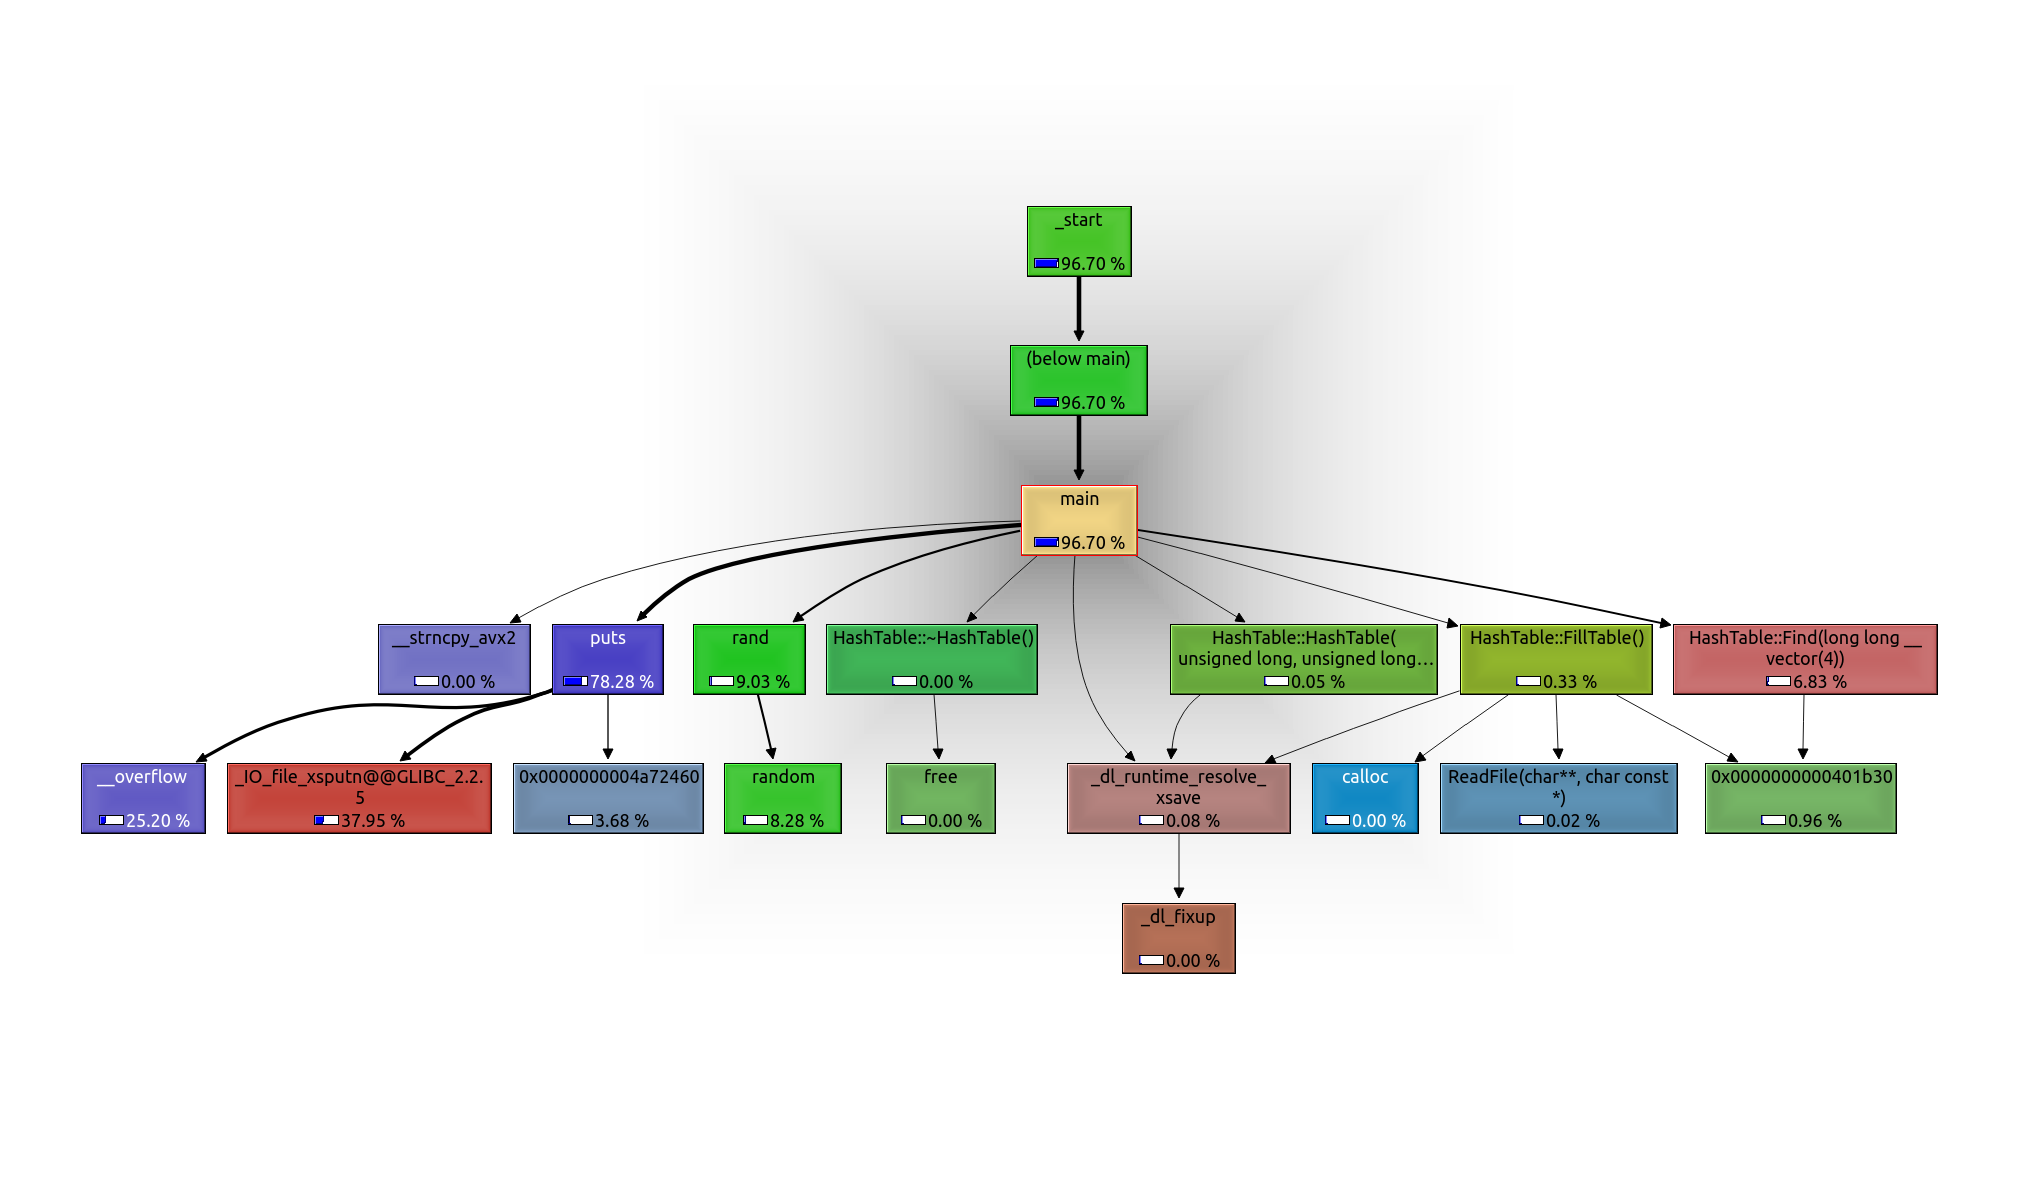 _start
96.70 %
(below main)
96.70 %
main
96.70 %
__strncpy_avx2
0.00 %
puts
78.28 %
rand
9.03 %
HashTable::~HashTable()
0.00 %
HashTable::HashTable(
unsigned long, unsigned long...
0.05 %
HashTable::FillTable()
0.33 %
HashTable::Find(long long __
vector(4))
6.83 %
__overflow
25.20 %
_IO_file_xsputn@@GLIBC_2.2.
5
37.95 %
0x0000000004a72460
3.68 %
random
8.28 %
free
0.00 %
_dl_runtime_resolve_
xsave
0.08 %
calloc
0.00 %
ReadFile(char**, char const
*)
0.02 %
0x0000000000401b30
0.96 %
_dl_fixup
0.00 %